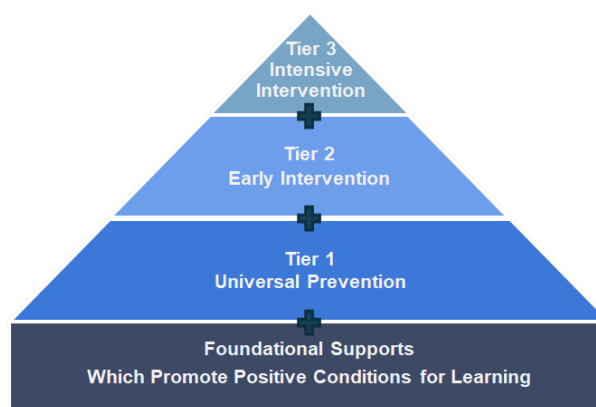 Tier 3
Intensive
Intervention
Tier 2
Early Intervention
Tier 1
Universal Prevention
Foundational Supports
Which Promote Positive Conditions for Learning